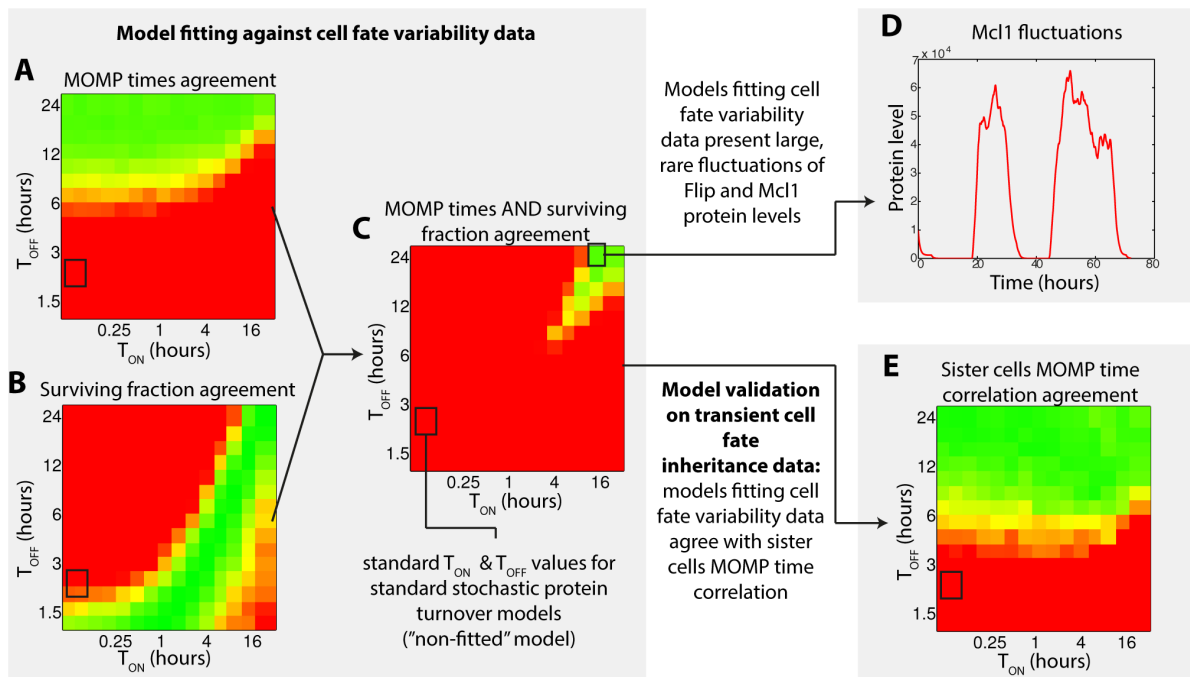 Model fitting against cell fate variability data
A
MOMP times agreement
24
12
6
3
1.5
T_OFF (hours)
0.25 1 4 16
T_ON (hours)
B
Surviving fraction agreement
24
12
6
3
1.5
T_OFF (hours)
0.25 1 4 16
T_ON (hours)
C
MOMP times AND surviving
fraction agreement
24
12
6
3
1.5
T_OFF (hours)
0.25 1 4 16
T_ON (hours)
standard T_ON & T_OFF values for
standard stochastic protein
turnover models
("non-fitted" model)
Models fitting cell
fate variability
data present large,
rare fluctuations of
Flip and Mcl1
protein levels
D
Mcl1 fluctuations
7 x 10^4
6
5
4
3
2
1
0
Protein level
0 20 40 60 80
Time (hours)
Model validation
on transient cell
fate
inheritance data:
models fitting cell
fate variability data
agree with sister
cells MOMP time
correlation
E
Sister cells MOMP time
correlation agreement
24
12
6
3
1.5
T_OFF (hours)
0.25 1 4 16
T_ON (hours)